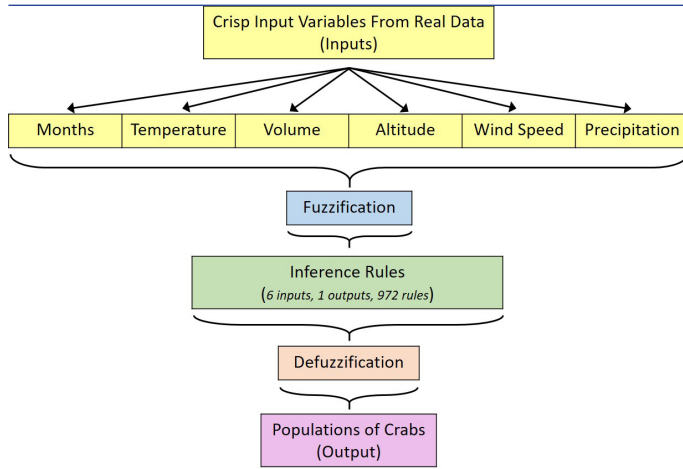 Crisp Input Variables From Real Data
(Inputs)
Months Temperature Volume Altitude Wind Speed Precipitation
Fuzzification
Inference Rules
(6 inputs, 1 outputs, 972 rules)
Defuzzification
Populations of Crabs
(Output)